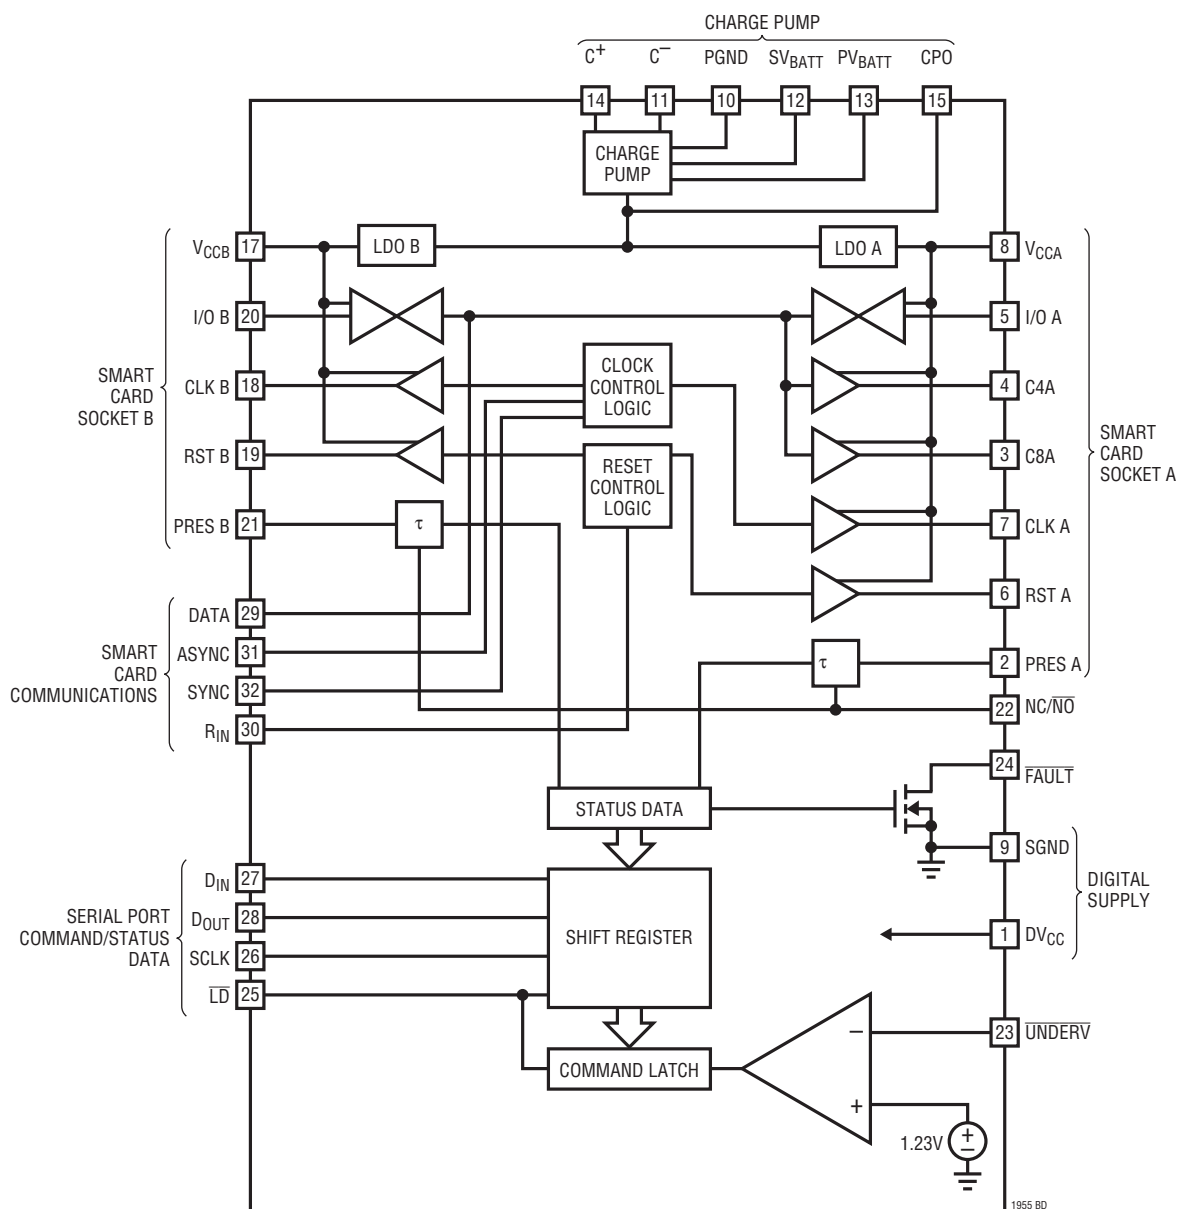 CHARGE PUMP
C+ C– PGND SVBATT PVBATT CPO
14 11 10 12 13 15
CHARGE
PUMP
VCCB 17
LDO B
LDO A
8 VCCA
I/O B 20
5 I/O A
SMART
CARD
SOCKET B
CLK B 18
CLOCK
CONTROL
LOGIC
4 C4A
RST B 19
RESET
CONTROL
LOGIC
3 C8A
SMART
CARD
SOCKET A
PRES B 21
τ
7 CLK A
DATA 29
6 RST A
SMART
CARD
COMMUNICATIONS
ASYNC 31
τ
2 PRES A
SYNC 32
22 NC/N̅O̅
RIN 30
24 F̅A̅U̅L̅T̅
STATUS DATA
9 SGND
DIGITAL
SUPPLY
1 DVCC
SERIAL PORT
COMMAND/STATUS
DATA
DIN 27
DOUT 28
SCLK 26
L̅D̅ 25
SHIFT REGISTER
23 U̅N̅D̅E̅R̅V̅
COMMAND LATCH
–
+
1.23V
+
–
1955 BD